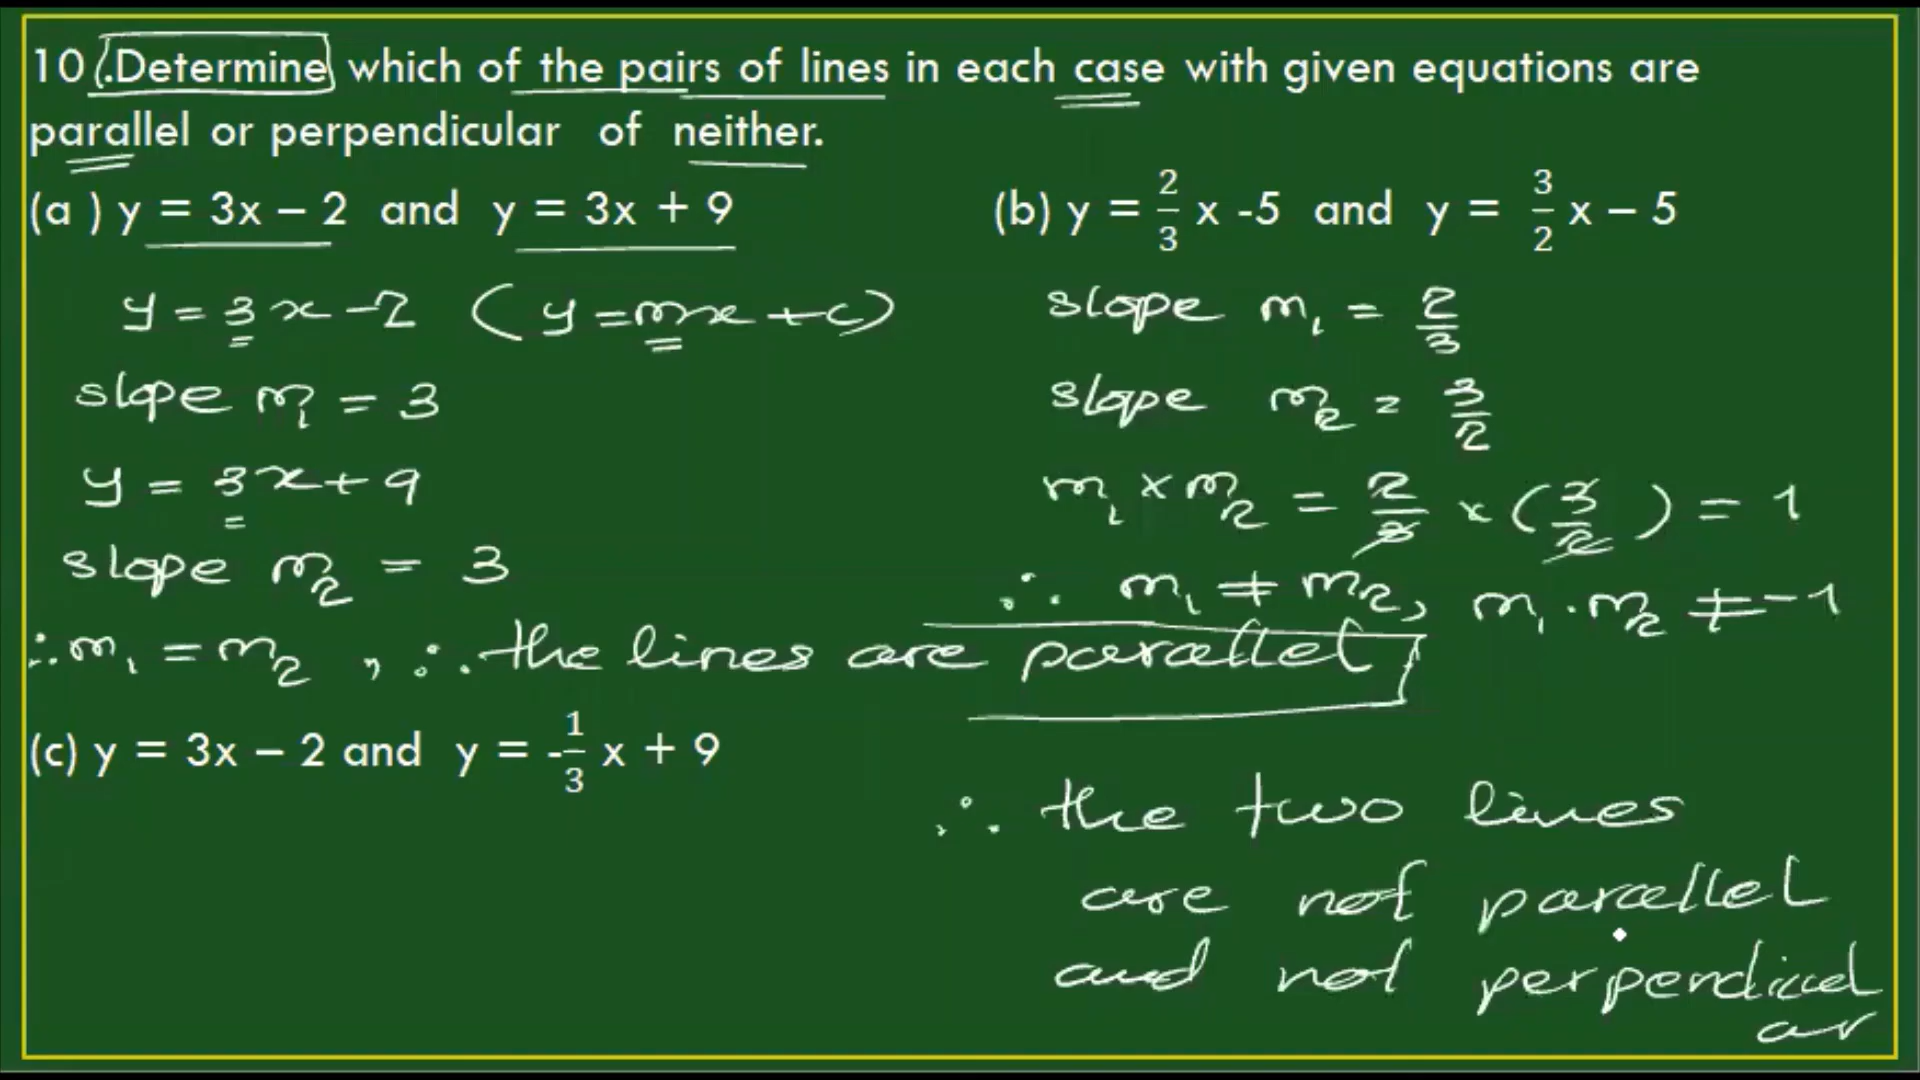 10.Determine which of the pairs of lines in each case with given equations are
parallel or perpendicular of neither.
(a ) y = 3x – 2 and y = 3x + 9
y = 3x – 2 (y = mx + c)
slope m₁ = 3
y = 3x + 9
slope m₂ = 3
∴ m₁ = m₂ , ∴ the lines are parallel
(b) y = 2/3 x -5 and y = 3/2 x – 5
slope m₁ = 2/3
slope m₂ = 3/2
m₁ × m₂ = 2/3 × (3/2) = 1
∴ m₁ ≠ m₂, m₁ . m₂ ≠ -1
∴ the two lines
are not parallel
and not perpendicul
ar
(c) y = 3x – 2 and y = -1/3 x + 9